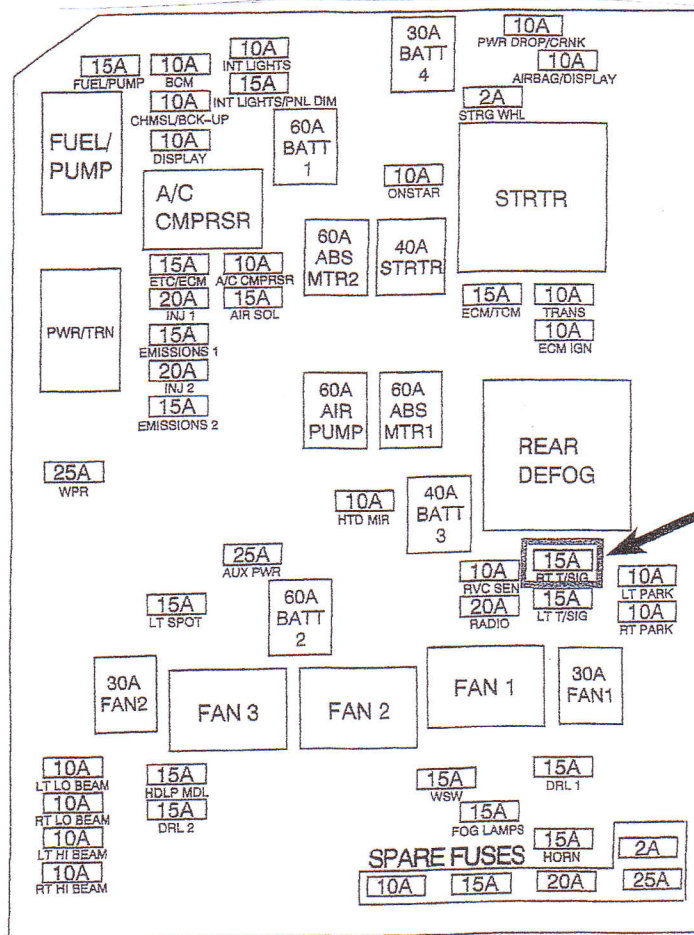 30A
BATT
4
10A
PWR DROP/CRNK
10A
AIRBAG/DISPLAY
15A
FUEL/PUMP
10A
BCM
10A
INT LIGHTS
15A
INT LIGHTS/PNL DIM
10A
CHMSL/BCK-UP
10A
DISPLAY
2A
STRG WHL
FUEL/
PUMP
60A
BATT
1
A/C
CMPRSR
10A
ONSTAR
STRTR
60A
ABS
MTR2
40A
STRTR
15A
ETC/ECM
10A
A/C CMPRSR
20A
INJ 1
15A
AIR SOL
15A
EMISSIONS 1
20A
INJ 2
15A
EMISSIONS 2
PWR/TRN
15A
ECM/TCM
10A
TRANS
10A
ECM IGN
60A
AIR
PUMP
60A
ABS
MTR1
REAR
DEFOG
25A
WPR
10A
HTD MIR
40A
BATT
3
25A
AUX PWR
15A
RT T/SIG
10A
RVC SEN
10A
LT PARK
15A
LT SPOT
60A
BATT
2
20A
RADIO
15A
LT T/SIG
10A
RT PARK
30A
FAN2
FAN 3
FAN 2
FAN 1
30A
FAN1
10A
LT LO BEAM
10A
RT LO BEAM
10A
LT HI BEAM
10A
RT HI BEAM
15A
HDLP MDL
15A
DRL 2
15A
WSW
15A
DRL 1
15A
FOG LAMPS
15A
HORN
SPARE FUSES
2A
10A
15A
20A
25A